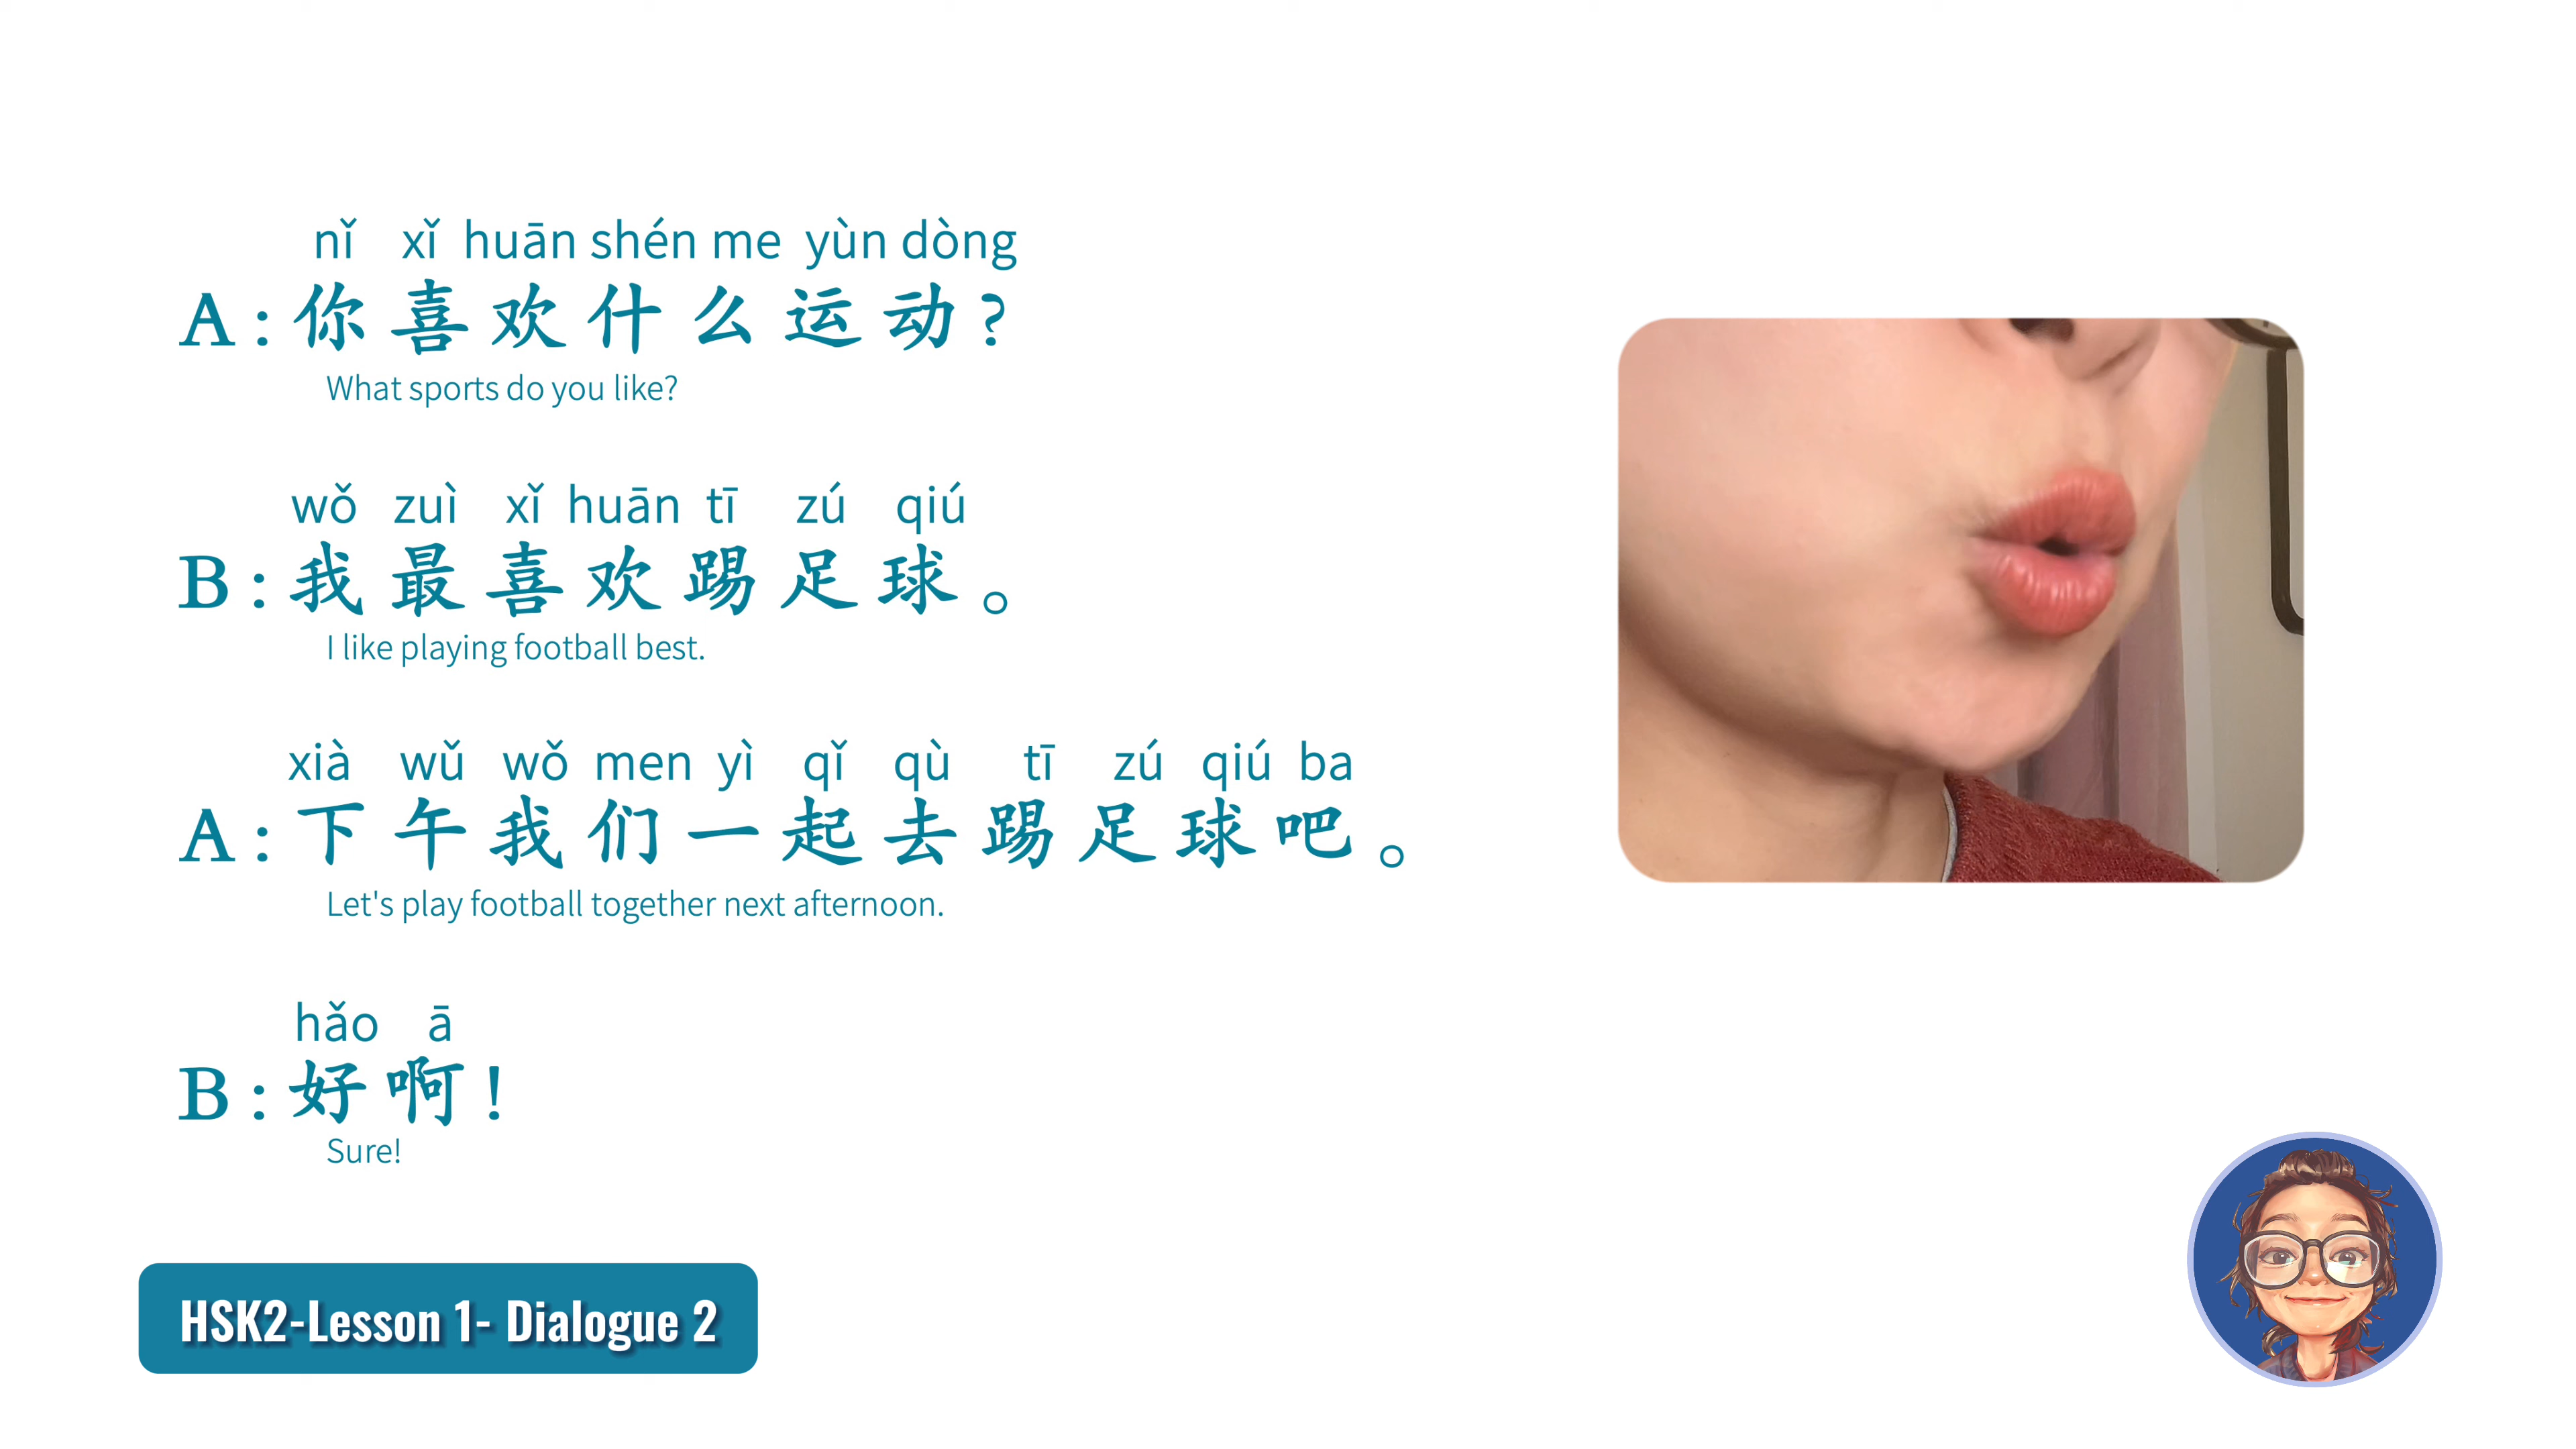 nǐ xǐ huān shén me yùn dòng
A:你喜欢什么运动?
What sports do you like?
wǒ zuì xǐ huān tī zú qiú
B:我最喜欢踢足球。
I like playing football best.
xià wǔ wǒ men yì qǐ qù tī zú qiú ba
A:下午我们一起去踢足球吧。
Let's play football together next afternoon.
hǎo ā
B:好啊!
Sure!
HSK2-Lesson 1- Dialogue 2